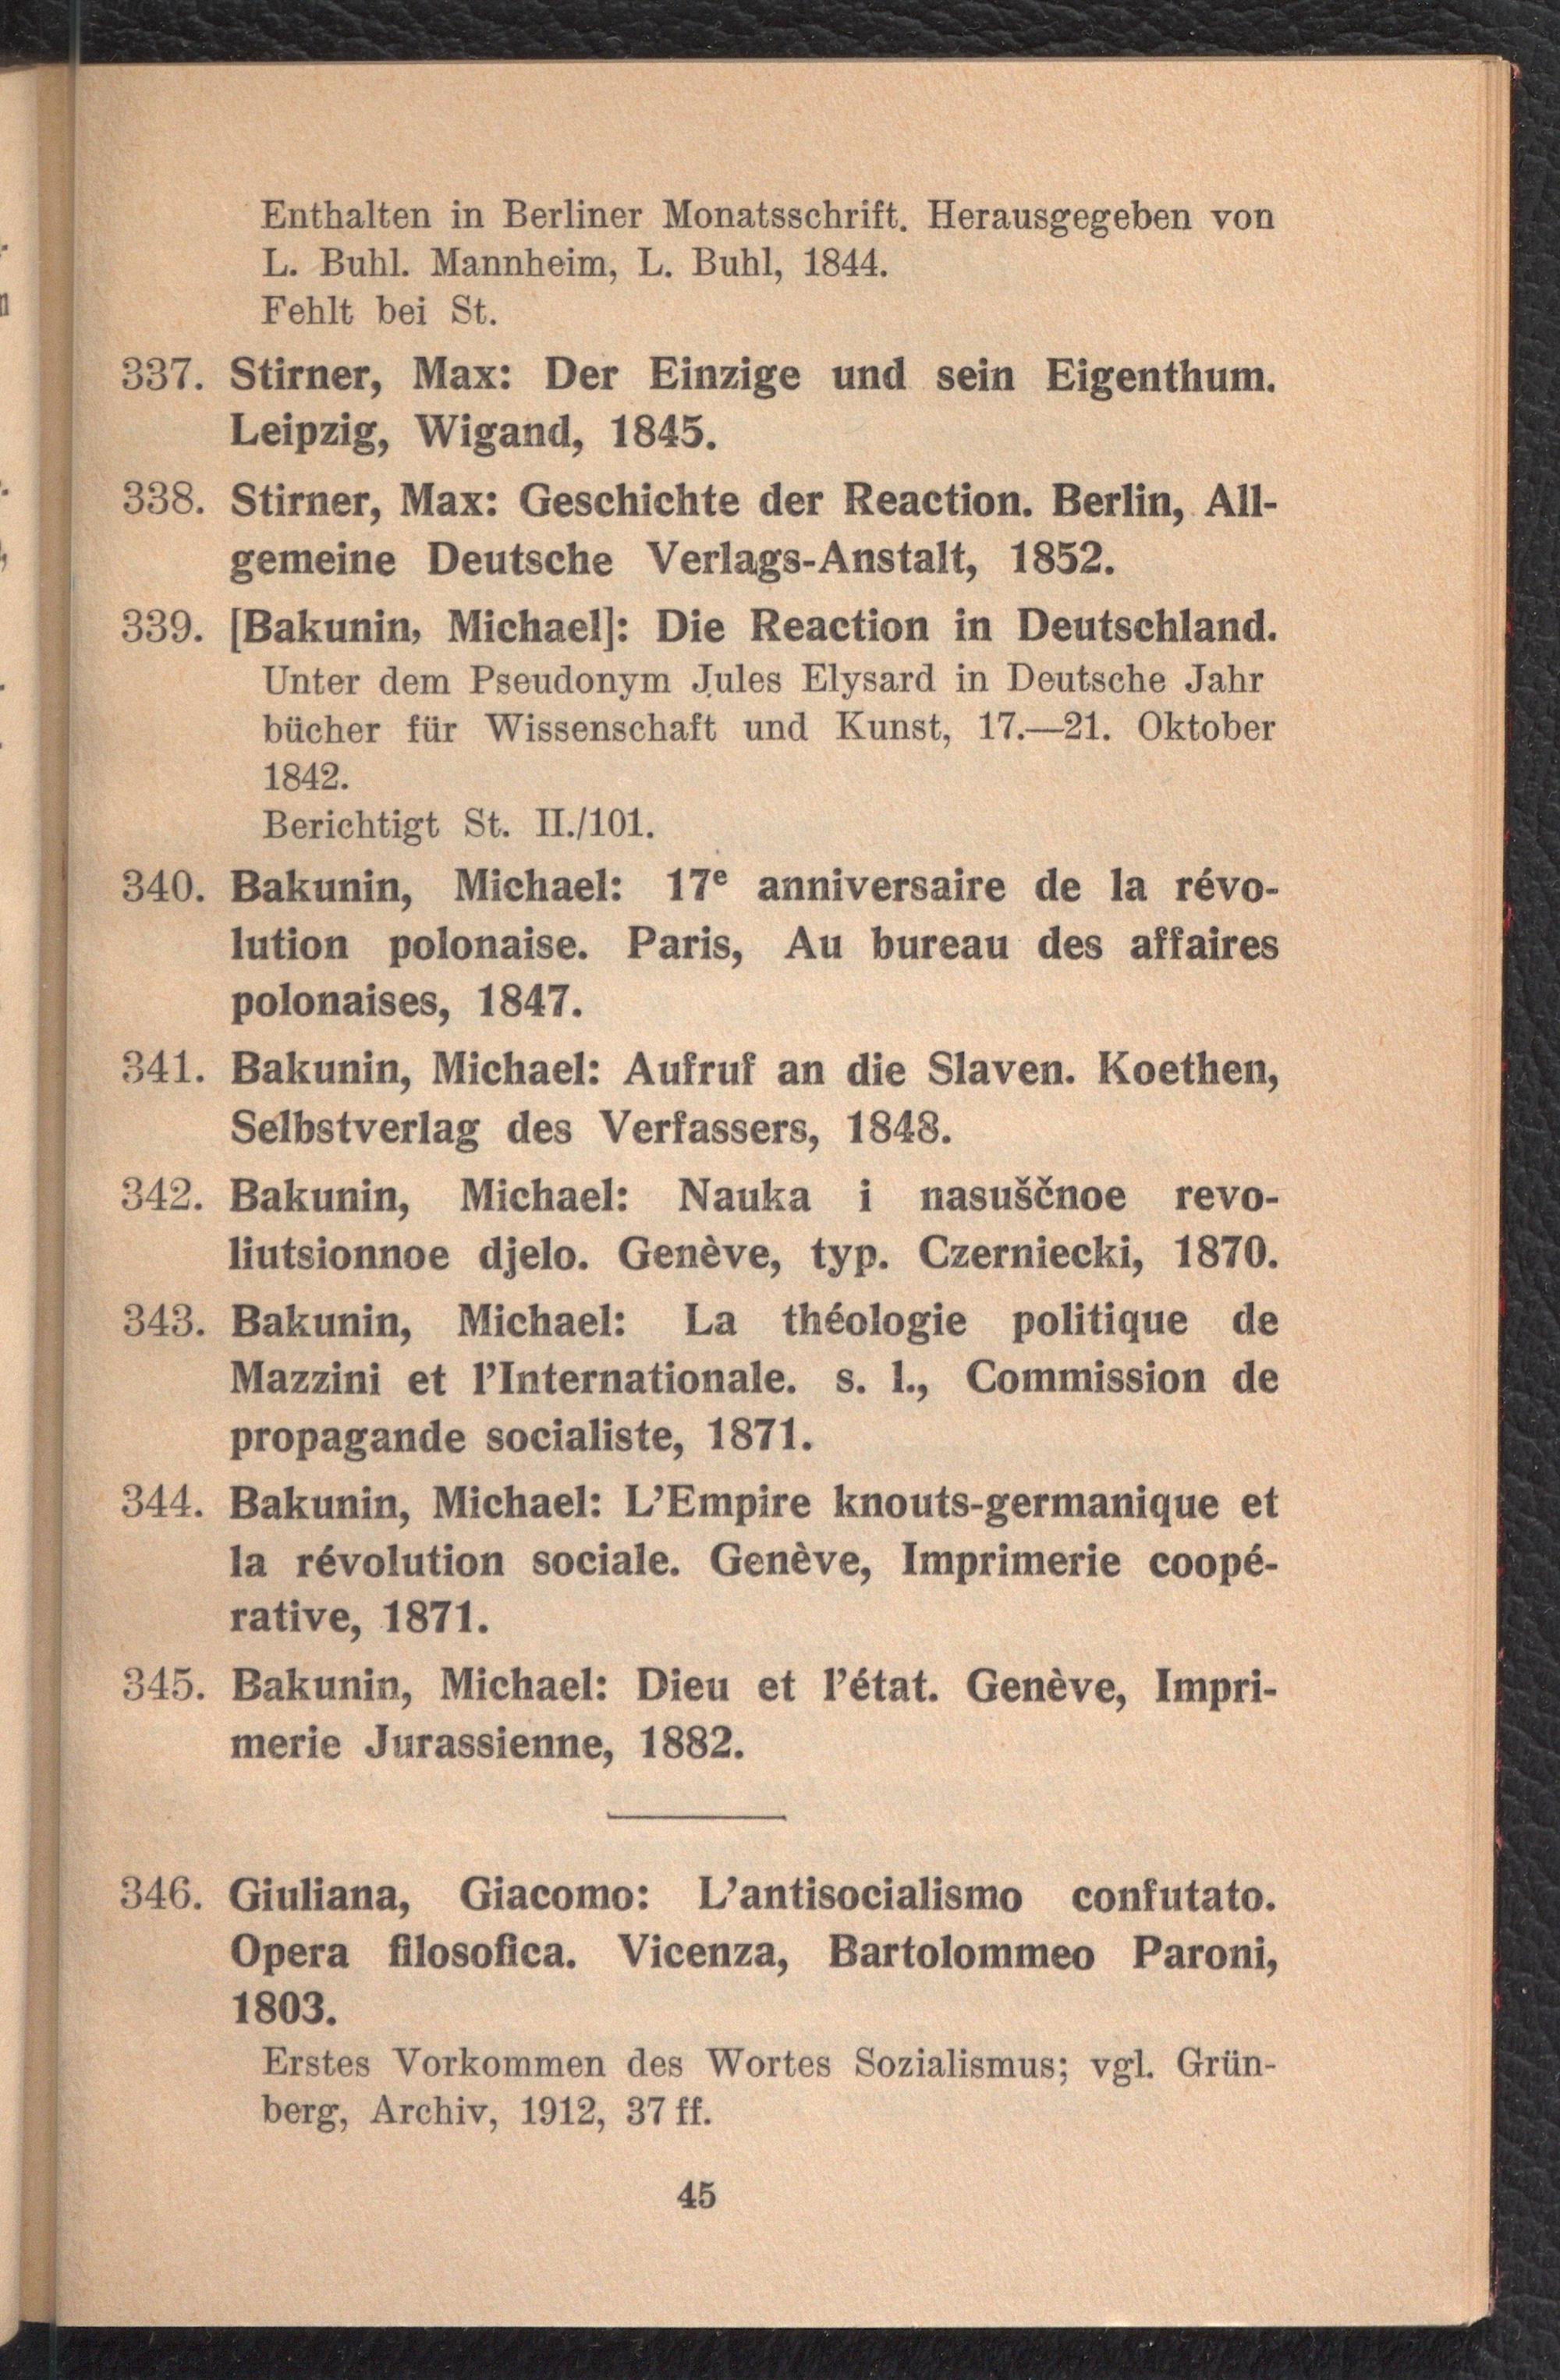 Enthalten in Berliner Monatsschrift. Herausgegeben von
L. Buhl. Mannheim, L. Buhl, 1844.
Fehlt bei St.
337. Stirner, Max: Der Einzige und sein Eigenthum.
Leipzig, Wigand, 1845.
338. Stirner, Max: Geschichte der Reaction. Berlin, All-
gemeine Deutsche Verlags-Anstalt, 1852.
339. [Bakunin, Michael]: Die Reaction in Deutschland.
Unter dem Pseudonym Jules Elysard in Deutsche Jahr
bücher für Wissenschaft und Kunst, 17.—21. Oktober
1842.
Berichtigt St. II./101.
340. Bakunin, Michael: 17e anniversaire de la révo-
lution polonaise. Paris, Au bureau des affaires
polonaises, 1847.
341. Bakunin, Michael: Aufruf an die Slaven. Koethen,
Selbstverlag des Verfassers, 1848.
342. Bakunin, Michael: Nauka i nasuščnoe revo-
liutsionnoe djelo. Genève, typ. Czerniecki, 1870.
343. Bakunin, Michael: La théologie politique de
Mazzini et l'Internationale. s. l., Commission de
propagande socialiste, 1871.
344. Bakunin, Michael: L'Empire knouts-germanique et
la révolution sociale. Genève, Imprimerie coopé-
rative, 1871.
345. Bakunin, Michael: Dieu et l'état. Genève, Impri-
merie Jurassienne, 1882.
346. Giuliana, Giacomo: L'antisocialismo confutato.
Opera filosofica. Vicenza, Bartolommeo Paroni,
1803.
Erstes Vorkommen des Wortes Sozialismus; vgl. Grün-
berg, Archiv, 1912, 37 ff.
45